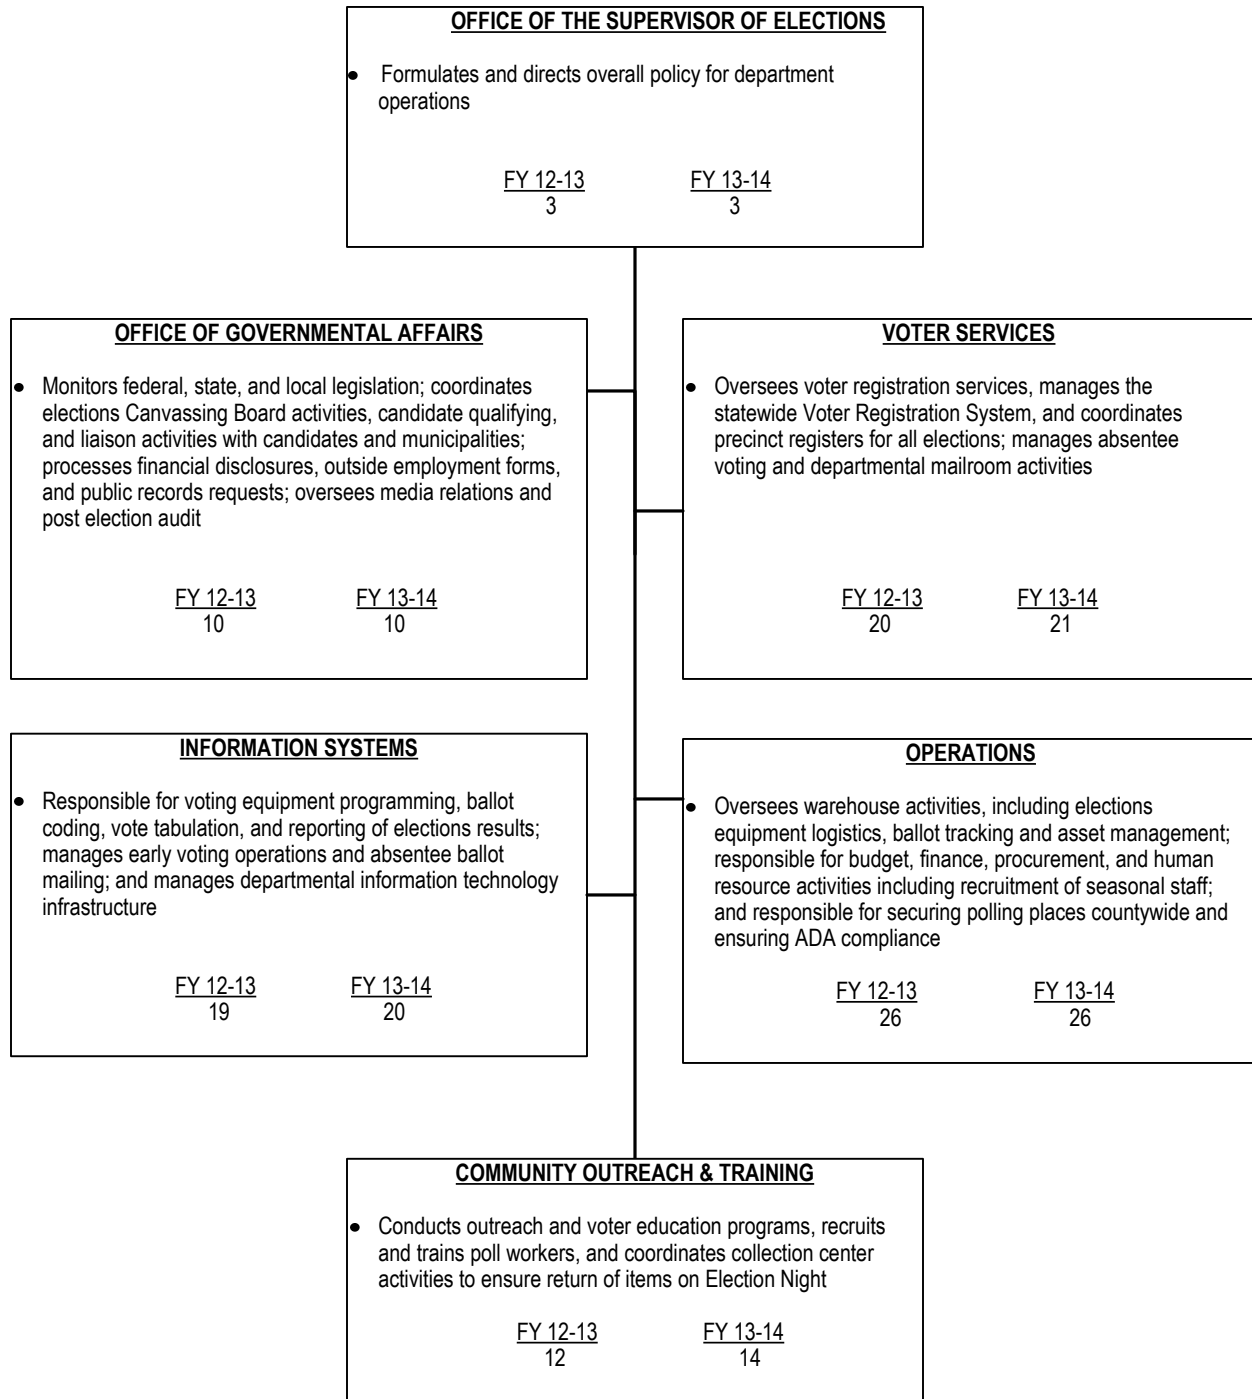 OFFICE OF THE SUPERVISOR OF ELECTIONS
• Formulates and directs overall policy for department
operations
FY 12-13 FY 13-14
3 3
OFFICE OF GOVERNMENTAL AFFAIRS
• Monitors federal, state, and local legislation; coordinates
elections Canvassing Board activities, candidate qualifying,
and liaison activities with candidates and municipalities;
processes financial disclosures, outside employment forms,
and public records requests; oversees media relations and
post election audit
FY 12-13 FY 13-14
10 10
VOTER SERVICES
• Oversees voter registration services, manages the
statewide Voter Registration System, and coordinates
precinct registers for all elections; manages absentee
voting and departmental mailroom activities
FY 12-13 FY 13-14
20 21
INFORMATION SYSTEMS
• Responsible for voting equipment programming, ballot
coding, vote tabulation, and reporting of elections results;
manages early voting operations and absentee ballot
mailing; and manages departmental information technology
infrastructure
FY 12-13 FY 13-14
19 20
OPERATIONS
• Oversees warehouse activities, including elections
equipment logistics, ballot tracking and asset management;
responsible for budget, finance, procurement, and human
resource activities including recruitment of seasonal staff;
and responsible for securing polling places countywide and
ensuring ADA compliance
FY 12-13 FY 13-14
26 26
COMMUNITY OUTREACH & TRAINING
• Conducts outreach and voter education programs, recruits
and trains poll workers, and coordinates collection center
activities to ensure return of items on Election Night
FY 12-13 FY 13-14
12 14